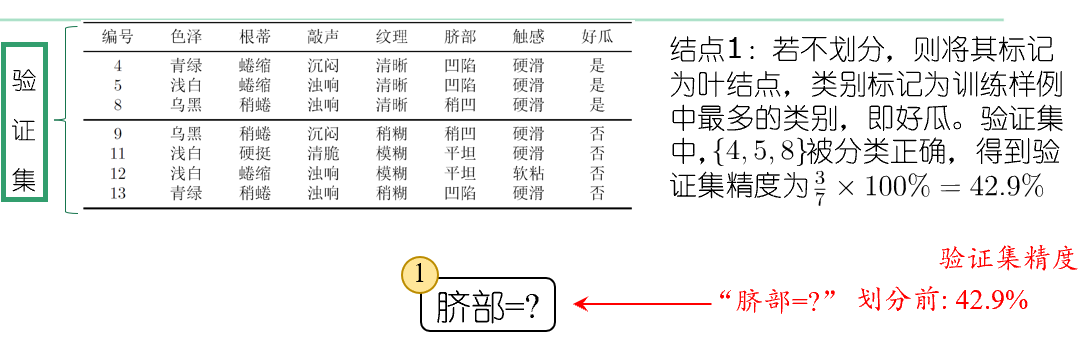 验
证
集
编号 色泽 根蒂 敲声 纹理 脐部 触感 好瓜
4 青绿 蜷缩 沉闷 清晰 凹陷 硬滑 是
5 浅白 蜷缩 浊响 清晰 凹陷 硬滑 是
8 乌黑 稍蜷 浊响 清晰 稍凹 硬滑 是
9 乌黑 稍蜷 沉闷 稍糊 稍凹 硬滑 否
11 浅白 硬挺 清脆 模糊 平坦 硬滑 否
12 浅白 蜷缩 浊响 模糊 平坦 软粘 否
13 青绿 稍蜷 浊响 稍糊 凹陷 硬滑 否
结点1：若不划分，则将其标记
为叶结点，类别标记为训练样例
中最多的类别，即好瓜。验证集
中,{4,5,8}被分类正确，得到验
证集精度为 3/7 × 100% = 42.9%
验证集精度
1
脐部=?
“脐部=?” 划分前: 42.9%